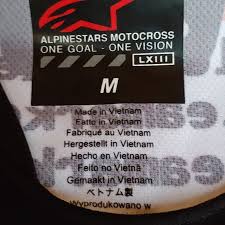 ALPINESTARS MOTOCROSS
ONE GOAL - ONE VISION
LXIII
M
Made in Vietnam
Fatto in Vietnam
Fabriqué au Vietnam
Hergestellt in Vietnam
Hecho en Vietnam
Feito no Vietnã
Gemaakt in Vietnam
ベトナム製
Wyprodukowano w